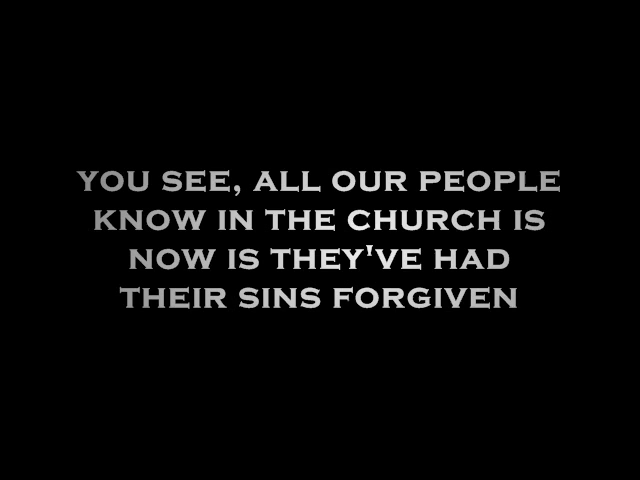 YOU SEE, ALL OUR PEOPLE
KNOW IN THE CHURCH IS
NOW IS THEY'VE HAD
THEIR SINS FORGIVEN